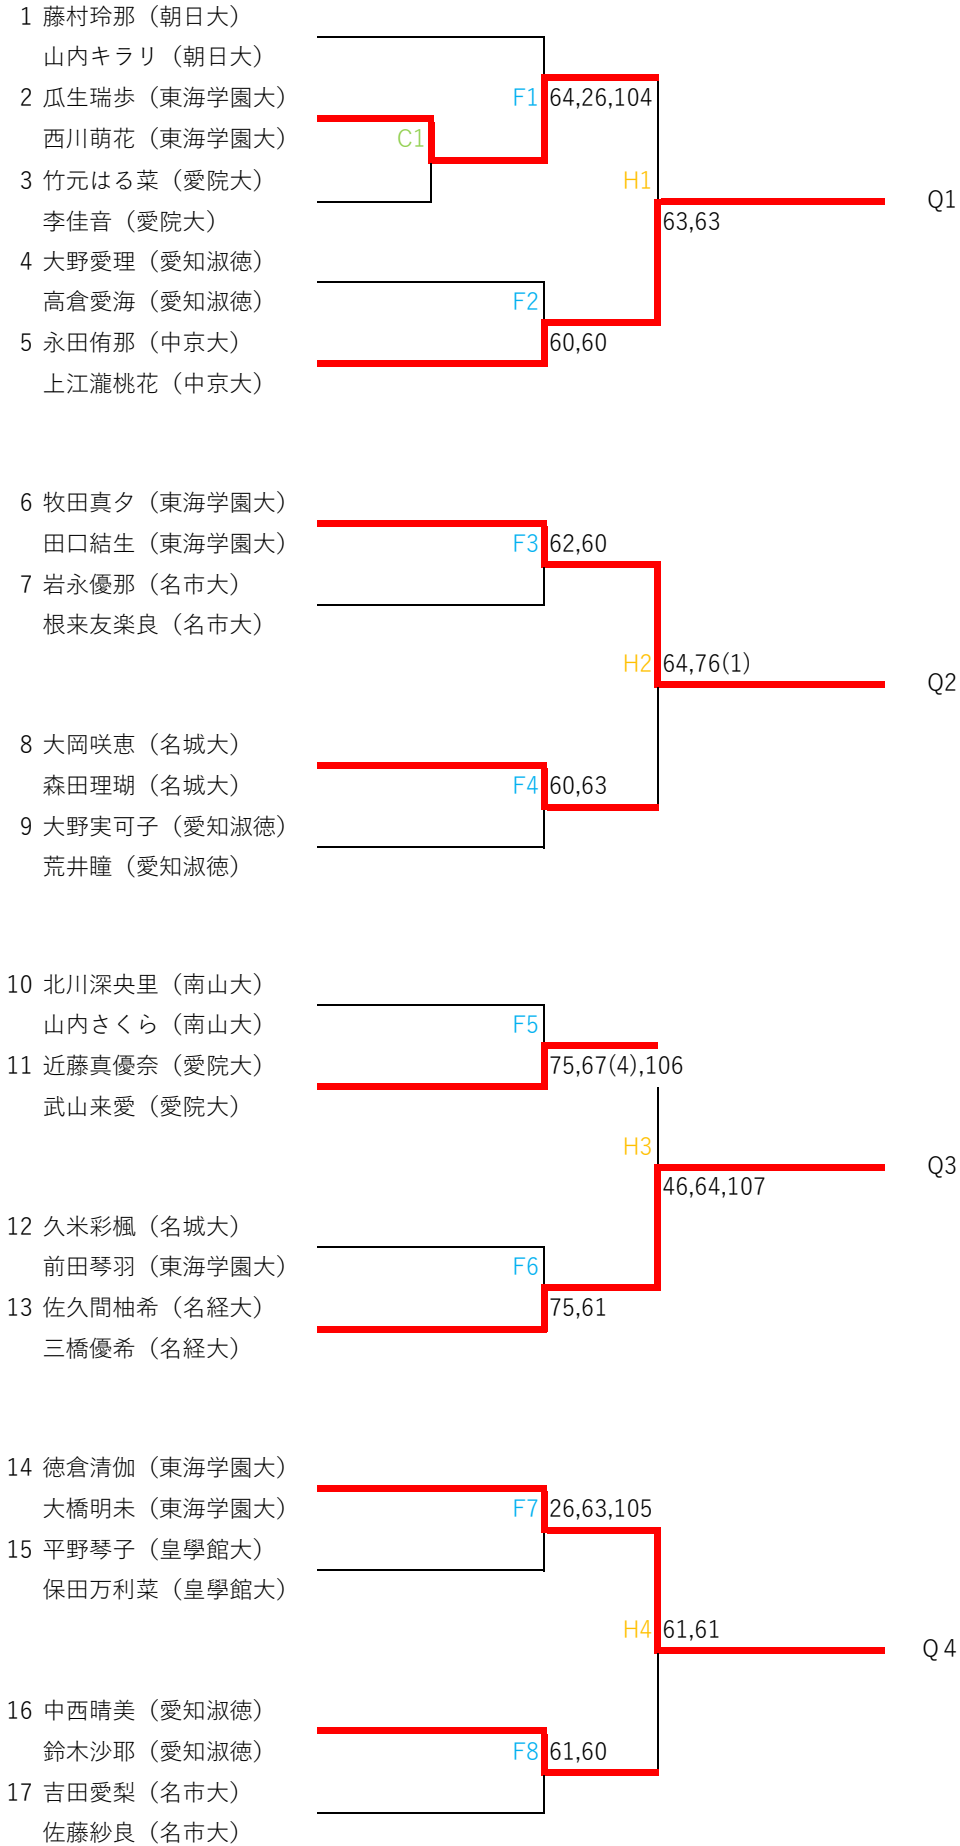 1 藤村玲那（朝日大）
山内キラリ（朝日大）
2 瓜生瑞歩（東海学園大） F1 64,26,104
西川萌花（東海学園大） C1
3 竹元はる菜（愛院大） H1
Q1
李佳音（愛院大） 63,63
4 大野愛理（愛知淑徳）
高倉愛海（愛知淑徳） F2
5 永田侑那（中京大） 60,60
上江瀧桃花（中京大）
6 牧田真夕（東海学園大）
田口結生（東海学園大） F3 62,60
7 岩永優那（名市大）
根来友楽良（名市大）
H2 64,76(1)
Q2
8 大岡咲恵（名城大）
森田理瑚（名城大） F4 60,63
9 大野実可子（愛知淑徳）
荒井瞳（愛知淑徳）
10 北川深央里（南山大）
山内さくら（南山大） F5
11 近藤真優奈（愛院大） 75,67(4),106
武山来愛（愛院大）
H3
Q3
46,64,107
12 久米彩楓（名城大）
前田琴羽（東海学園大） F6
13 佐久間柚希（名経大） 75,61
三橋優希（名経大）
14 徳倉清伽（東海学園大）
大橋明未（東海学園大） F7 26,63,105
15 平野琴子（皇學館大）
保田万利菜（皇學館大）
H4 61,61
Q４
16 中西晴美（愛知淑徳）
鈴木沙耶（愛知淑徳） F8 61,60
17 吉田愛梨（名市大）
佐藤紗良（名市大）